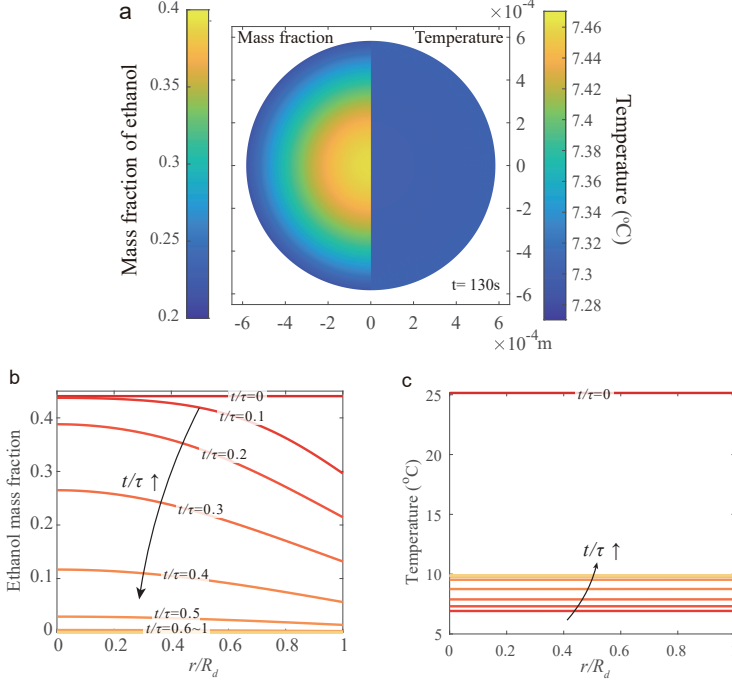 a
Mass fraction
Temperature
t= 130s
Mass fraction of ethanol
0.4
0.3
0.2
-6 -4 -2 0 2 4 6
×10⁻⁴m
×10⁻⁴
6
4
2
0
-2
-4
-6
7.46
7.44
7.42
7.4
7.38
7.36
7.34
7.32
7.3
7.28
Temperature (°C)
b
Ethanol mass fraction
0.4
0.3
0.2
0.1
0
t/τ=0
t/τ=0.1
t/τ=0.2
t/τ ↑
t/τ=0.3
t/τ=0.4
t/τ=0.5
t/τ=0.6~1
0 0.2 0.4 0.6 0.8 1
r/R_d
c
Temperature (°C)
25
20
15
10
5
t/τ=0
t/τ ↑
0 0.2 0.4 0.6 0.8
r/R_d